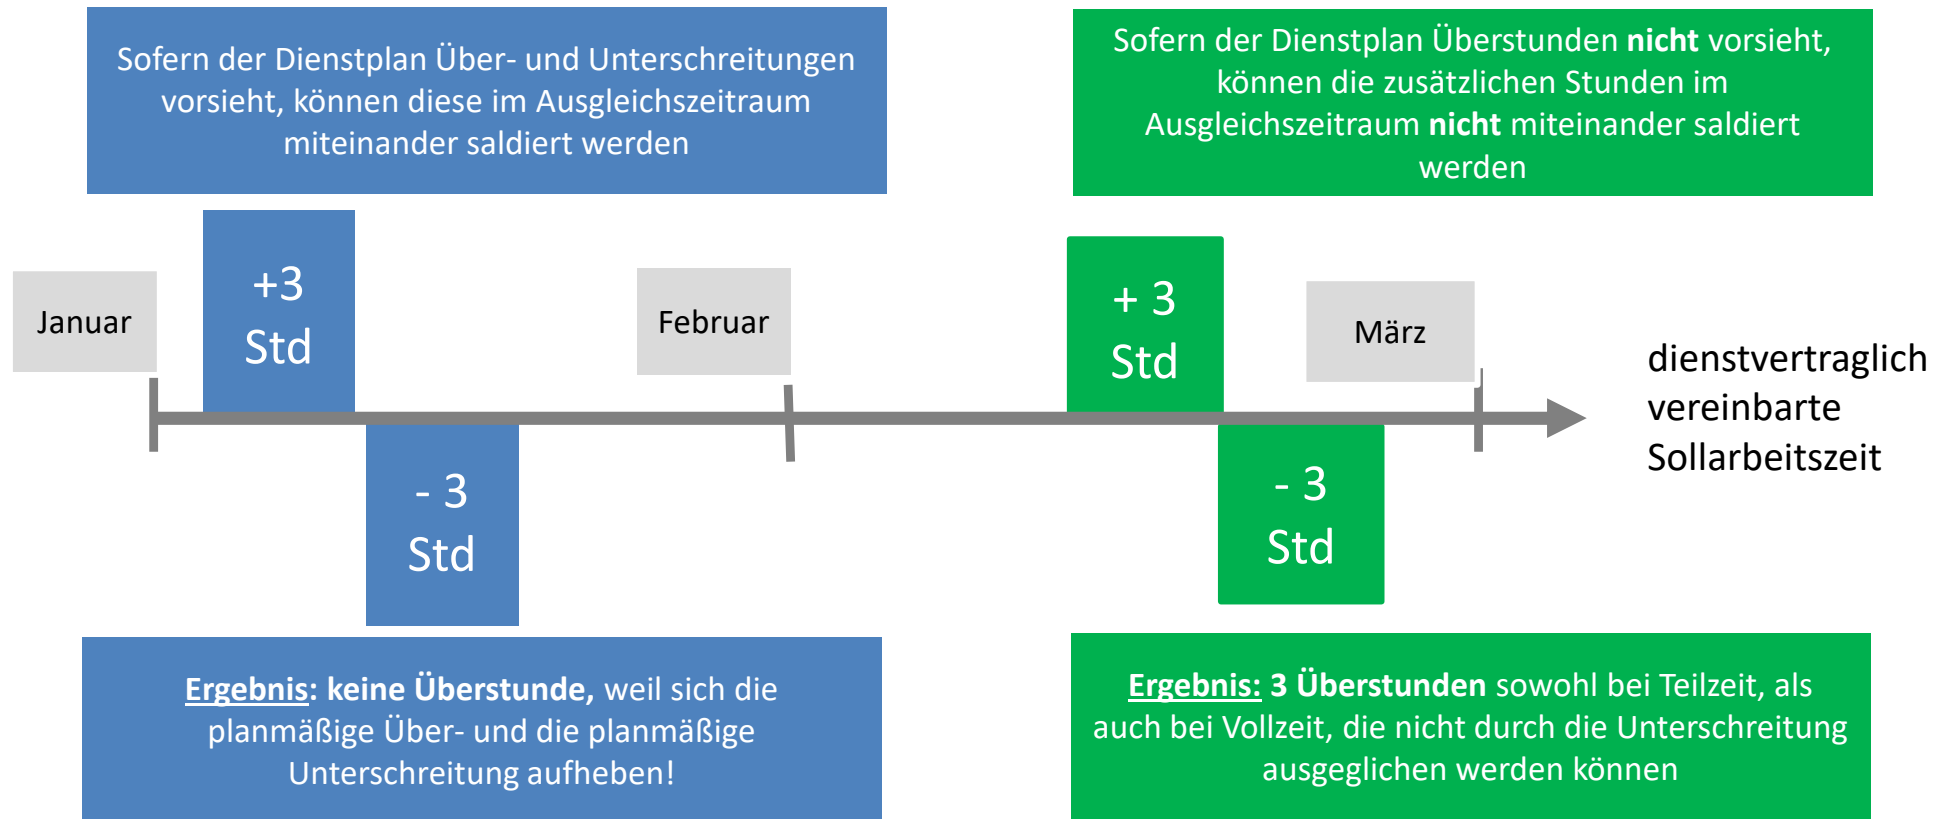 Sofern der Dienstplan Über- und Unterschreitungen
vorsieht, können diese im Ausgleichszeitraum
miteinander saldiert werden
Sofern der Dienstplan Überstunden nicht vorsieht,
können die zusätzlichen Stunden im
Ausgleichszeitraum nicht miteinander saldiert
werden
Januar
+3
Std
- 3
Std
Februar
+ 3
Std
- 3
Std
März
dienstvertraglich
vereinbarte
Sollarbeitszeit
Ergebnis: keine Überstunde, weil sich die
planmäßige Über- und die planmäßige
Unterschreitung aufheben!
Ergebnis: 3 Überstunden sowohl bei Teilzeit, als
auch bei Vollzeit, die nicht durch die Unterschreitung
ausgeglichen werden können